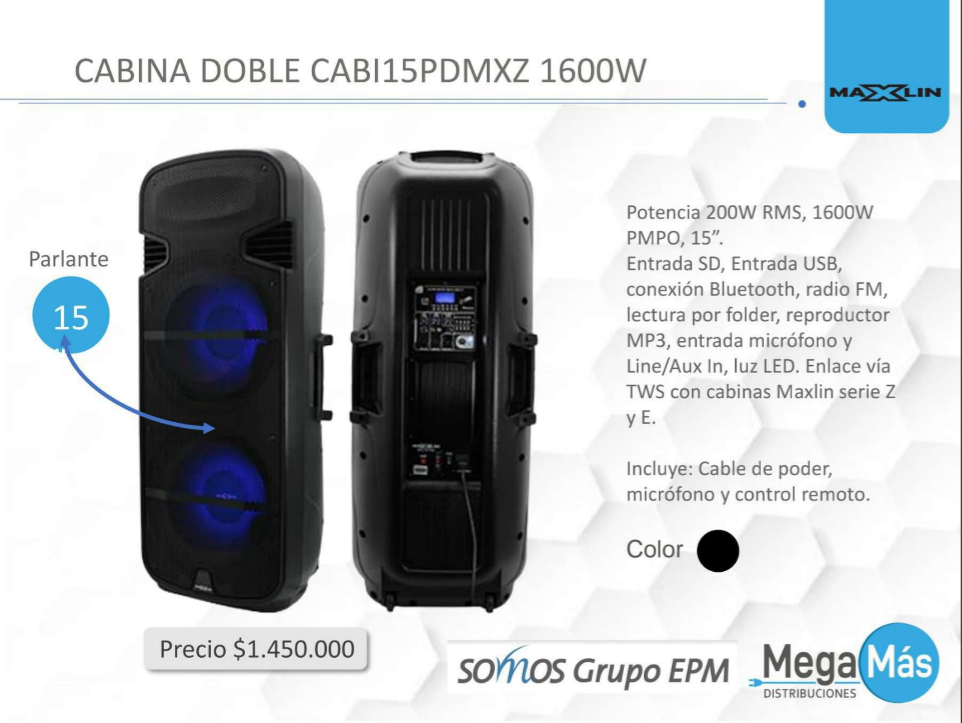 CABINA DOBLE CABI15PDMXZ 1600W
MAXLIN
Parlante
15
Potencia 200W RMS, 1600W
PMPO, 15”.
Entrada SD, Entrada USB,
conexión Bluetooth, radio FM,
lectura por folder, reproductor
MP3, entrada micrófono y
Line/Aux In, luz LED. Enlace vía
TWS con cabinas Maxlin serie Z
y E.
Incluye: Cable de poder,
micrófono y control remoto.
Color
Precio $1.450.000
SOMOS Grupo EPM
MegaMás
DISTRIBUCIONES